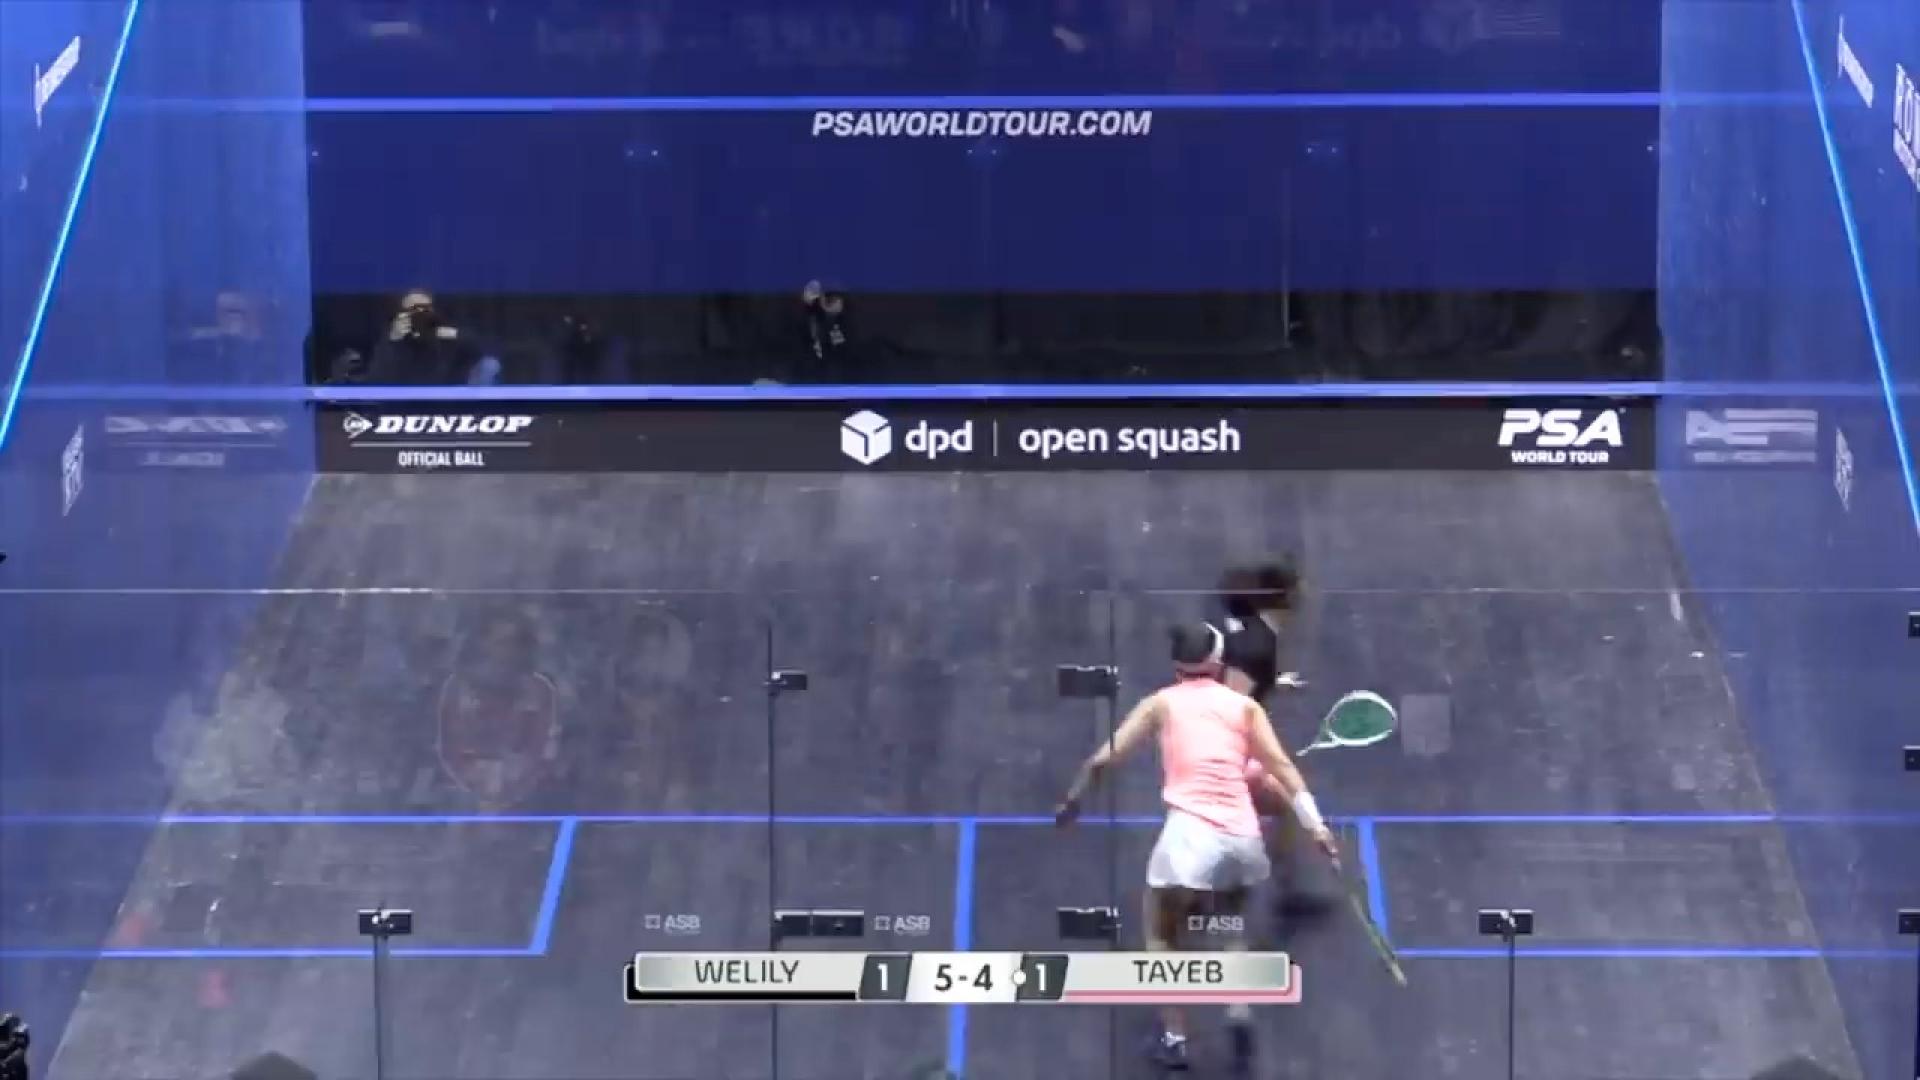 PSAWORLDTOUR.COM
DUNLOP
OFFICIAL BALL
dpd | open squash
PSA
WORLD TOUR
ASB
ASB
ASB
WELILY 1 5-4 1 TAYEB